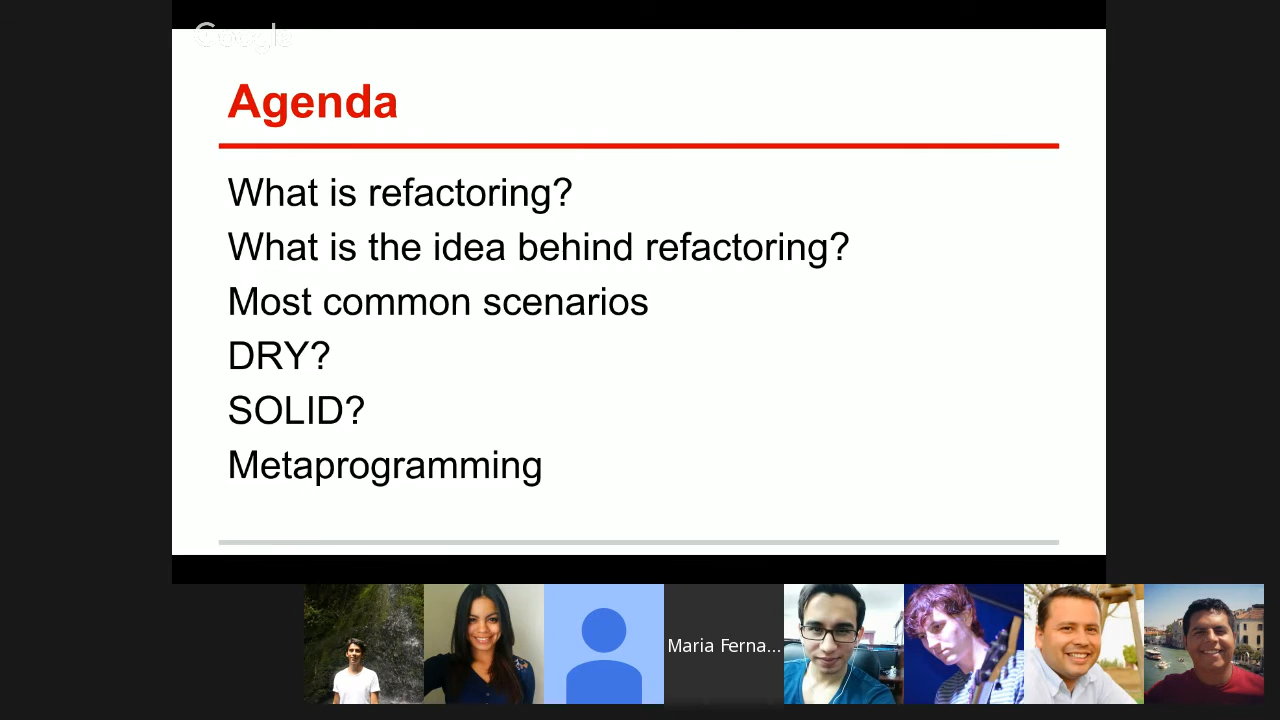 Google
Agenda
What is refactoring?
What is the idea behind refactoring?
Most common scenarios
DRY?
SOLID?
Metaprogramming
Maria Ferna...